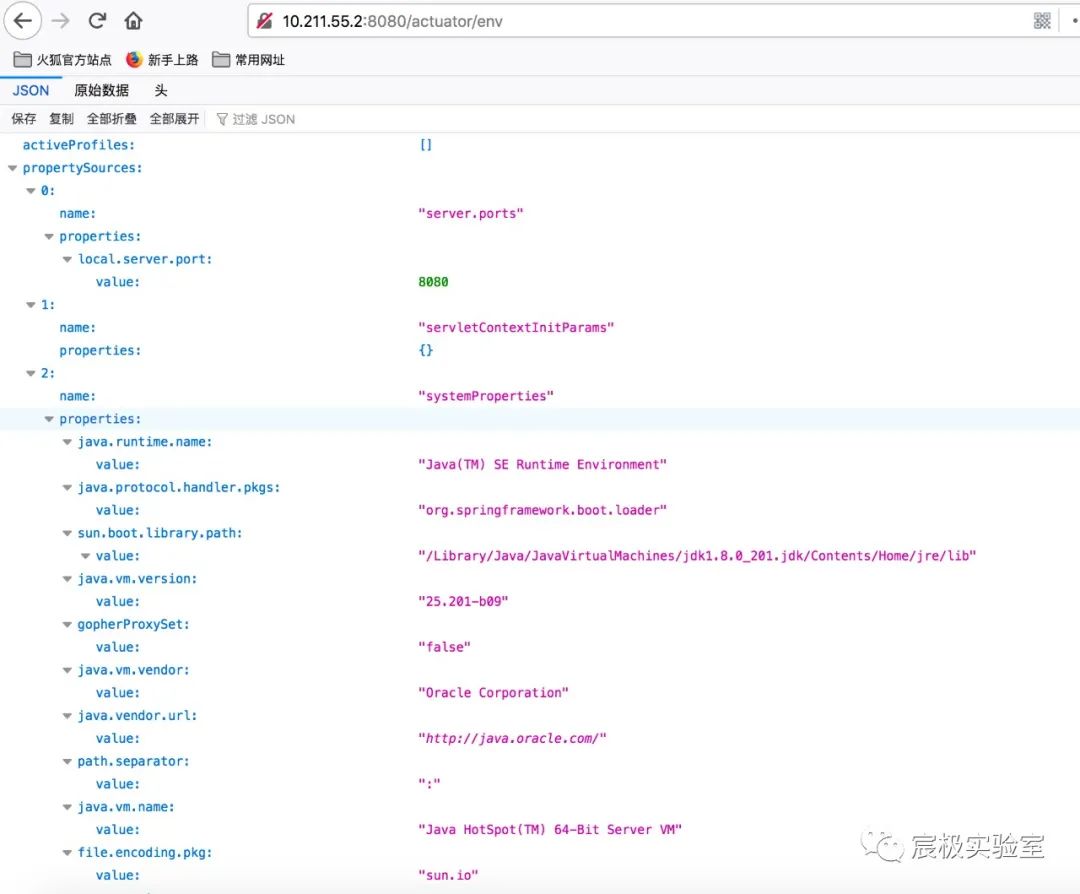 10.211.55.2:8080/actuator/env
火狐官方站点 新手上路 常用网址
JSON 原始数据 头
保存 复制 全部折叠 全部展开 过滤 JSON
activeProfiles: []
propertySources:
0:
name: "server.ports"
properties:
local.server.port:
value: 8080
1:
name: "servletContextInitParams"
properties: {}
2:
name: "systemProperties"
properties:
java.runtime.name:
value: "Java(TM) SE Runtime Environment"
java.protocol.handler.pkgs:
value: "org.springframework.boot.loader"
sun.boot.library.path:
value: "/Library/Java/JavaVirtualMachines/jdk1.8.0_201.jdk/Contents/Home/jre/lib"
java.vm.version:
value: "25.201-b09"
gopherProxySet:
value: "false"
java.vm.vendor:
value: "Oracle Corporation"
java.vendor.url:
value: "http://java.oracle.com/"
path.separator:
value: ":"
java.vm.name:
value: "Java HotSpot(TM) 64-Bit Server VM"
file.encoding.pkg:
value: "sun.io"
宸极实验室